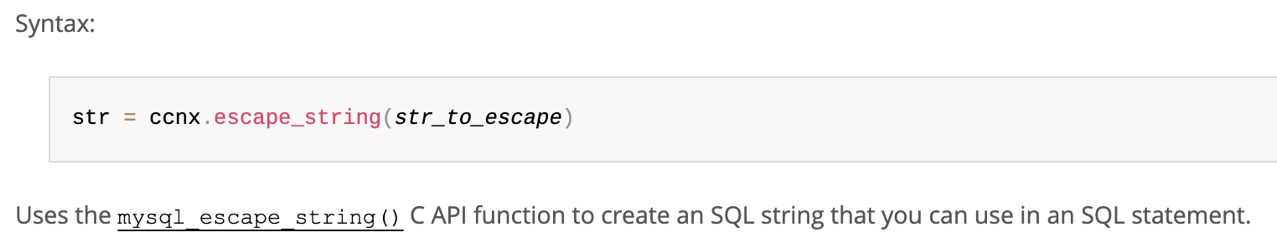 Syntax:
str = ccnx.escape_string(str_to_escape)
Uses the mysql_escape_string() C API function to create an SQL string that you can use in an SQL statement.